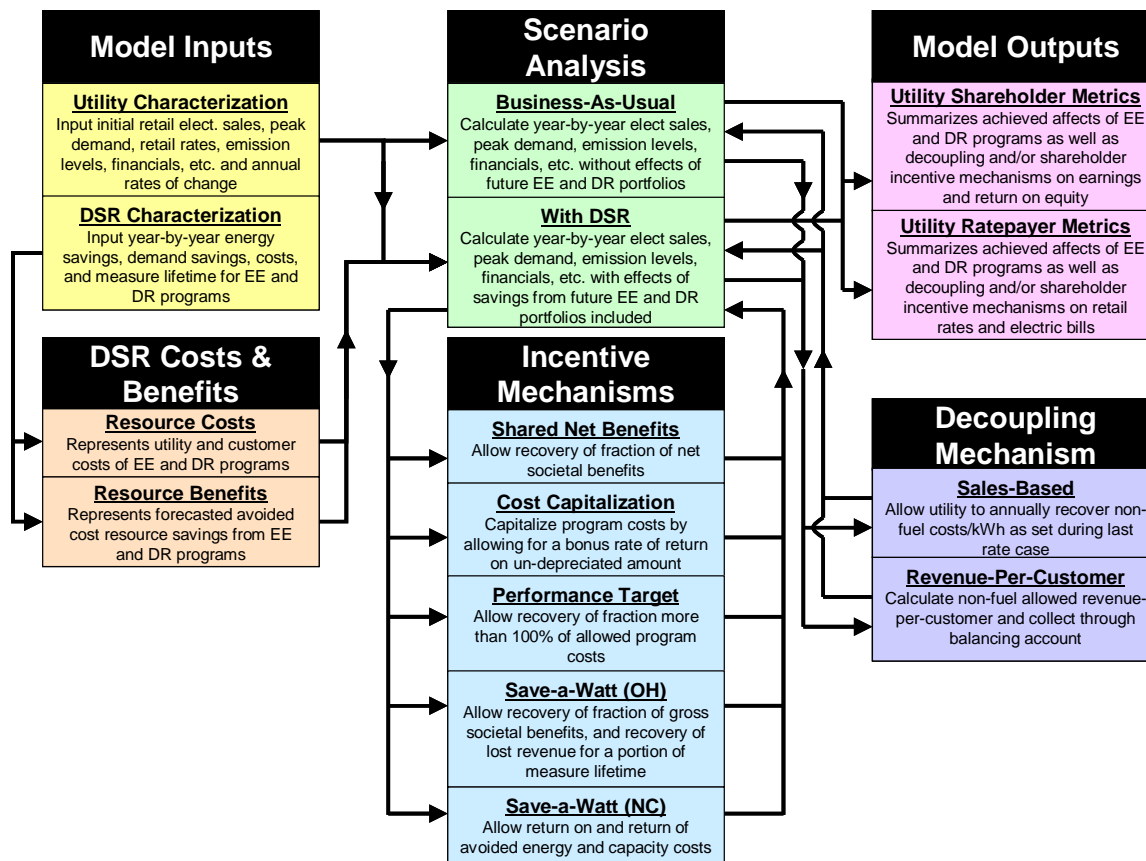 Model Inputs
Utility Characterization
Input initial retail elect. sales, peak
demand, retail rates, emission
levels, financials, etc. and annual
rates of change
DSR Characterization
Input year-by-year energy
savings, demand savings, costs,
and measure lifetime for EE and
DR programs
DSR Costs &
Benefits
Resource Costs
Represents utility and customer
costs of EE and DR programs
Resource Benefits
Represents forecasted avoided
cost resource savings from EE
and DR programs
Scenario
Analysis
Business-As-Usual
Calculate year-by-year elect sales,
peak demand, emission levels,
financials, etc. without effects of
future EE and DR portfolios
With DSR
Calculate year-by-year elect sales,
peak demand, emission levels,
financials, etc. with effects of
savings from future EE and DR
portfolios included
Incentive
Mechanisms
Shared Net Benefits
Allow recovery of fraction of net
societal benefits
Cost Capitalization
Capitalize program costs by
allowing for a bonus rate of return
on un-depreciated amount
Performance Target
Allow recovery of fraction more
than 100% of allowed program
costs
Save-a-Watt (OH)
Allow recovery of fraction of gross
societal benefits, and recovery of
lost revenue for a portion of
measure lifetime
Save-a-Watt (NC)
Allow return on and return of
avoided energy and capacity costs
Model Outputs
Utility Shareholder Metrics
Summarizes achieved affects of EE
and DR programs as well as
decoupling and/or shareholder
incentive mechanisms on earnings
and return on equity
Utility Ratepayer Metrics
Summarizes achieved affects of EE
and DR programs as well as
decoupling and/or shareholder
incentive mechanisms on retail
rates and electric bills
Decoupling
Mechanism
Sales-Based
Allow utility to annually recover non-
fuel costs/kWh as set during last
rate case
Revenue-Per-Customer
Calculate non-fuel allowed revenue-
per-customer and collect through
balancing account